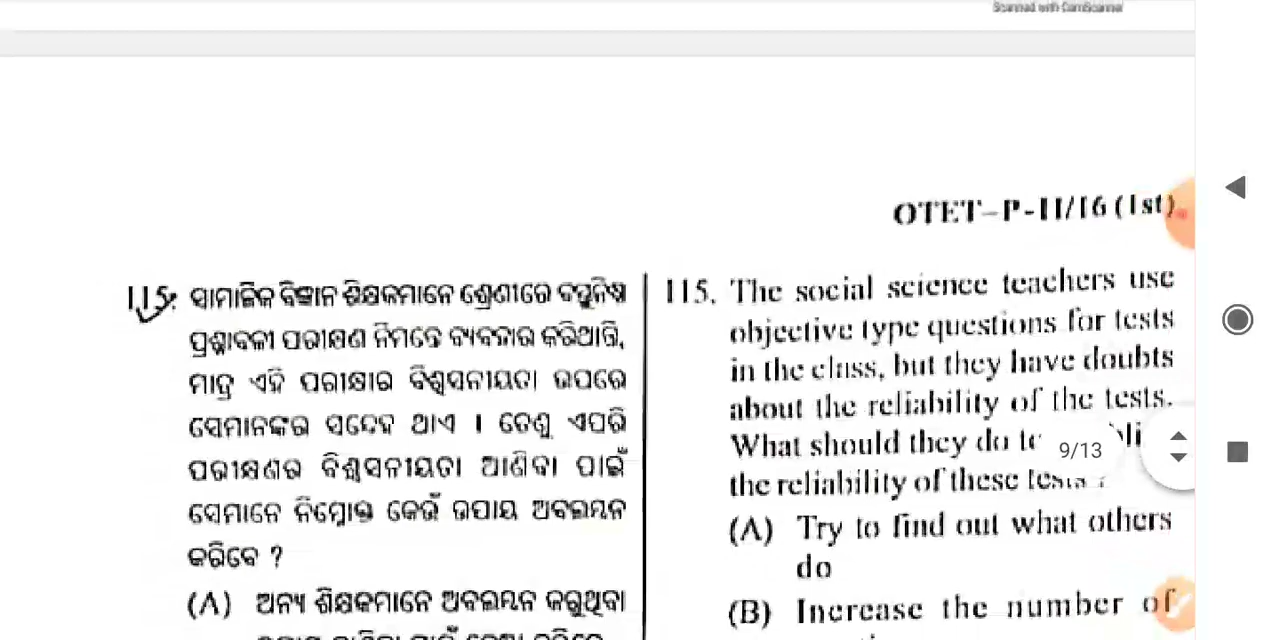 Scanned with CamScanner
OTET–P-II/16 (1st)
115. ସାମାଜିକ ବିଜ୍ଞାନ ଶିକ୍ଷକମାନେ ଶ୍ରେଣୀରେ ବସ୍ତୁନିଷ୍ଠ
ପ୍ରଶ୍ନାବଳୀ ପରୀକ୍ଷଣ ନିମନ୍ତେ ବ୍ୟବହାର କରିଥାନ୍ତି,
ମାତ୍ର ଏହି ପରୀକ୍ଷାର ବିଶ୍ୱସନୀୟତା ଉପରେ
ସେମାନଙ୍କର ସନ୍ଦେହ ଥାଏ । ତେଣୁ ଏପରି
ପରୀକ୍ଷଣର ବିଶ୍ୱସନୀୟତା ଆଣିବା ପାଇଁ
ସେମାନେ ନିମ୍ନୋକ୍ତ କେଉଁ ଉପାୟ ଅବଲମ୍ବନ
କରିବେ ?
(A) ଅନ୍ୟ ଶିକ୍ଷକମାନେ ଅବଲମ୍ବନ କରୁଥିବା
115. The social science teachers use
objective type questions for tests
in the class, but they have doubts
about the reliability of the tests.
What should they do
the reliability of these tests
(A) Try to find out what others
do
(B) Increase the number of
9/13